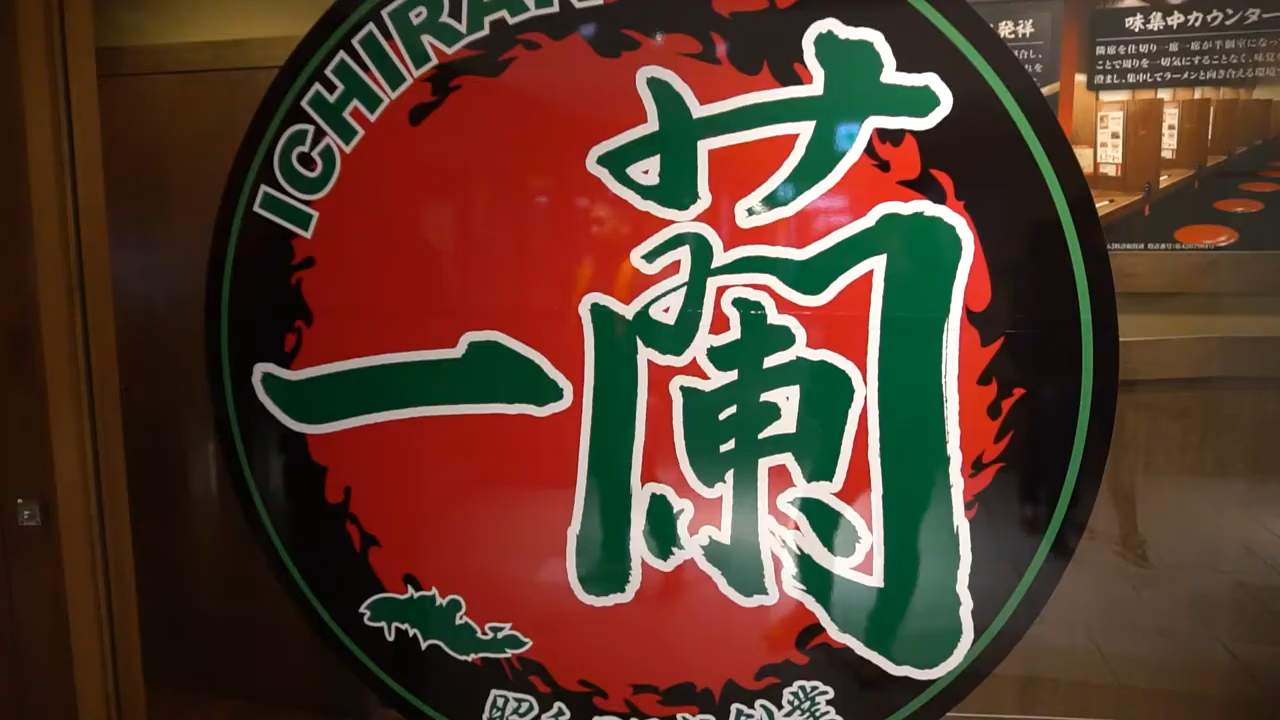 ICHIRAN
一蘭
発祥
味集中カウンター
隣席を仕切り一席一席が半個室になっ
ことで周りを一切気にすることなく、味覚を
澄まし、集中してラーメンと向き合える環境